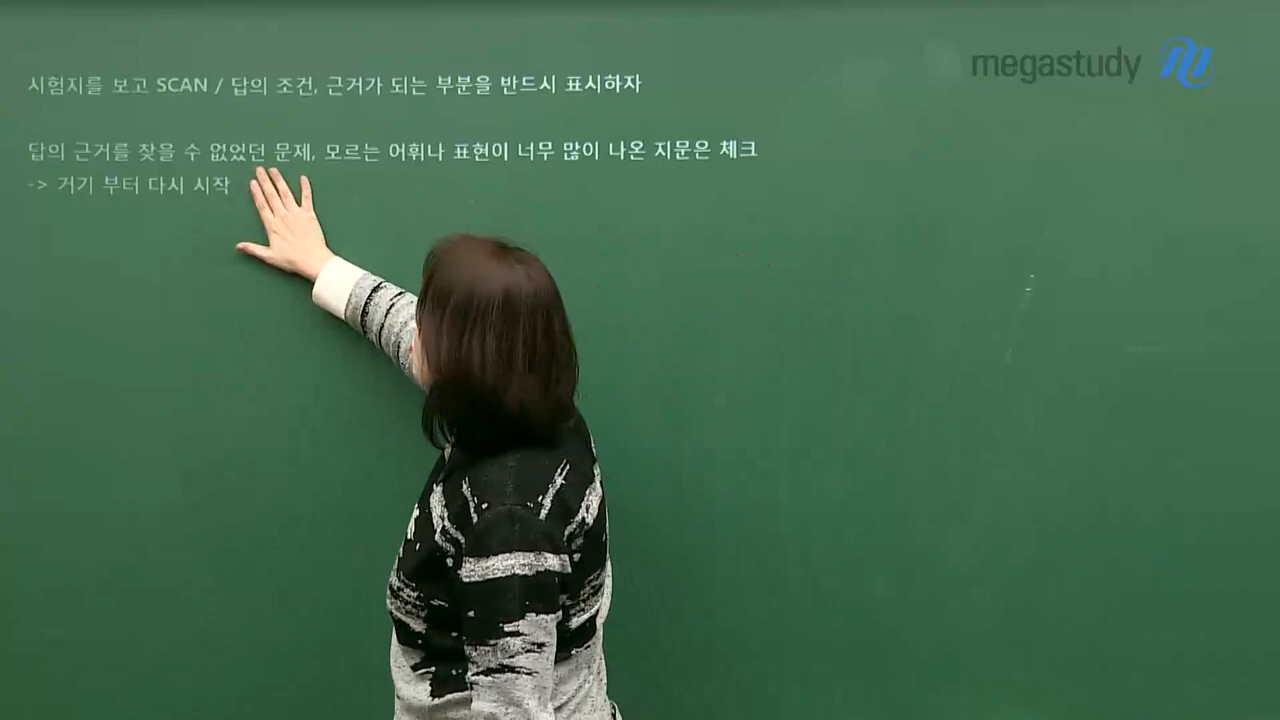 megastudy
시험지를 보고 SCAN / 답의 조건, 근거가 되는 부분을 반드시 표시하자
답의 근거를 찾을 수 없었던 문제, 모르는 어휘나 표현이 너무 많이 나온 지문은 체크
-> 거기 부터 다시 시작